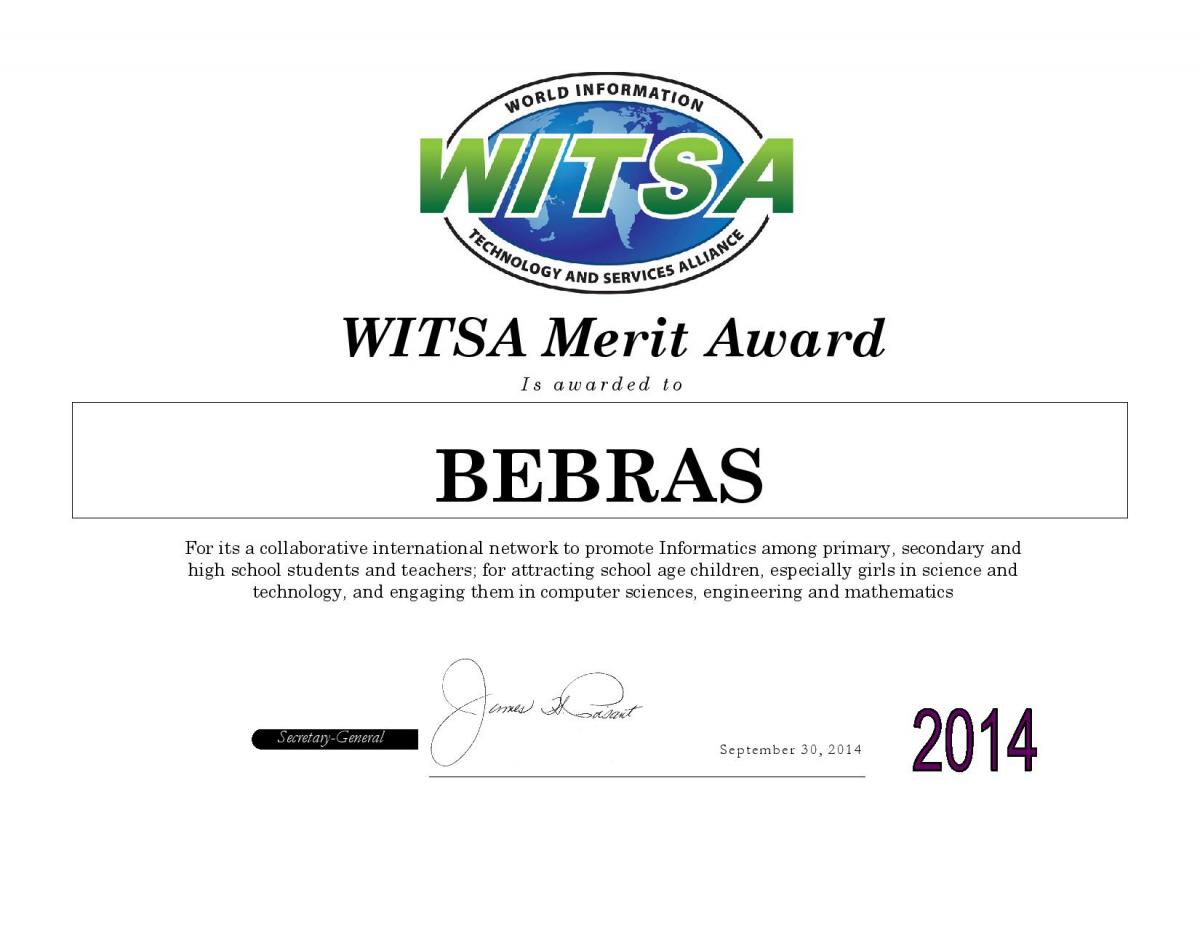 WORLD INFORMATION
WITSA
TECHNOLOGY AND SERVICES ALLIANCE
WITSA Merit Award
Is awarded to
BEBRAS
For its a collaborative international network to promote Informatics among primary, secondary and
high school students and teachers; for attracting school age children, especially girls in science and
technology, and engaging them in computer sciences, engineering and mathematics
James H Poisant
Secretary-General
September 30, 2014
2014